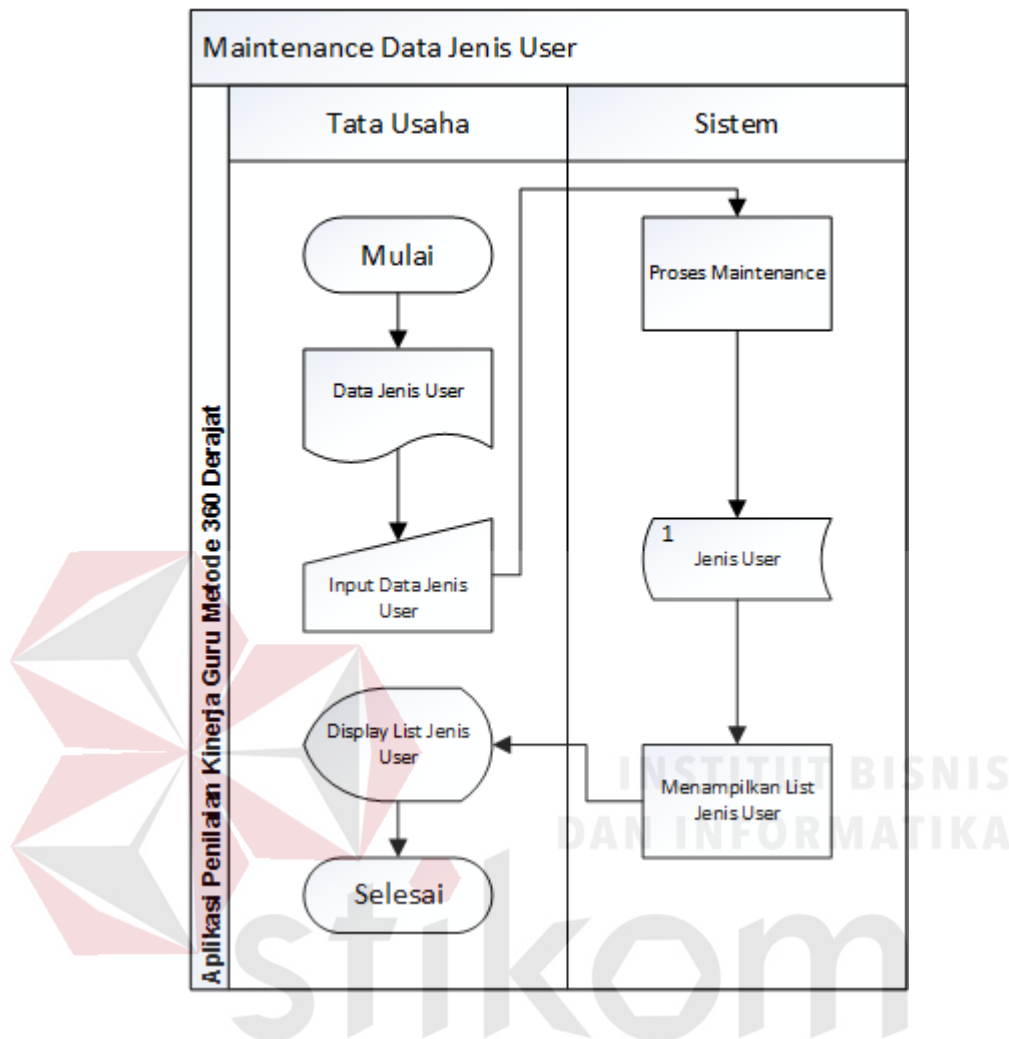 Maintenance Data Jenis User
Aplikasi Penilaian Kinerja Guru Metode 360 Derajat
Tata Usaha
Sistem
Mulai
Data Jenis User
Input Data Jenis
User
Proses Maintenance
1
Jenis User
Menampilkan List
Jenis User
Display List Jenis
User
Selesai
INSTITUT BISNIS
DAN INFORMATIKA
stikom